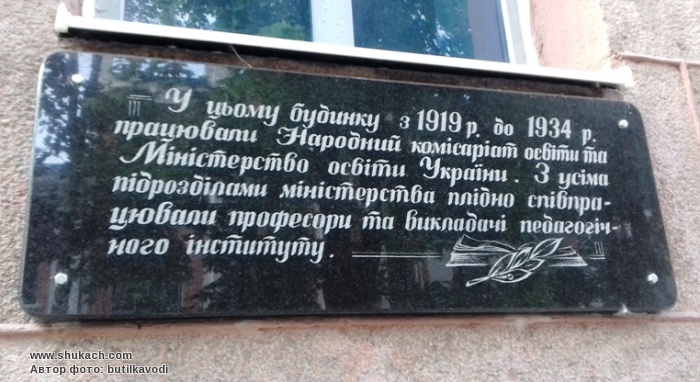 У цьому будинку з 1919 р. до 1934 р.
працювали Народний комісаріат освіти та
Міністерство освіти України. З усіма
підрозділами міністерства плідно співпра-
цювали професори та викладачі педагогіч-
ного інституту.
www.shukach.com
Автор фото: butilkavodi